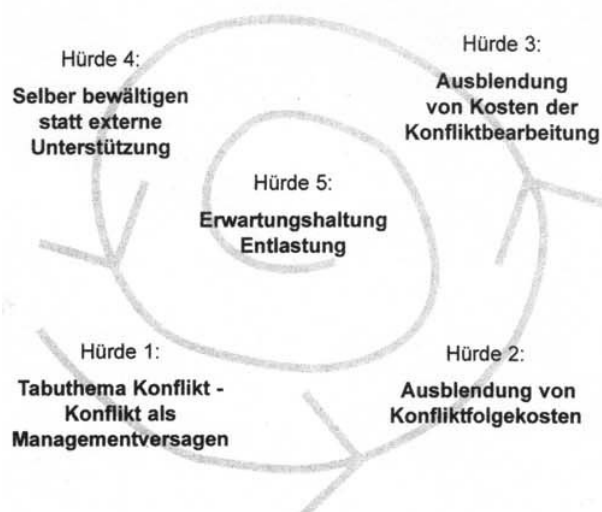 Hürde 4:
Selber bewältigen
statt externe
Unterstützung
Hürde 3:
Ausblendung
von Kosten der
Konfliktbearbeitung
Hürde 5:
Erwartungshaltung
Entlastung
Hürde 1:
Tabuthema Konflikt -
Konflikt als
Managementversagen
Hürde 2:
Ausblendung von
Konfliktfolgekosten